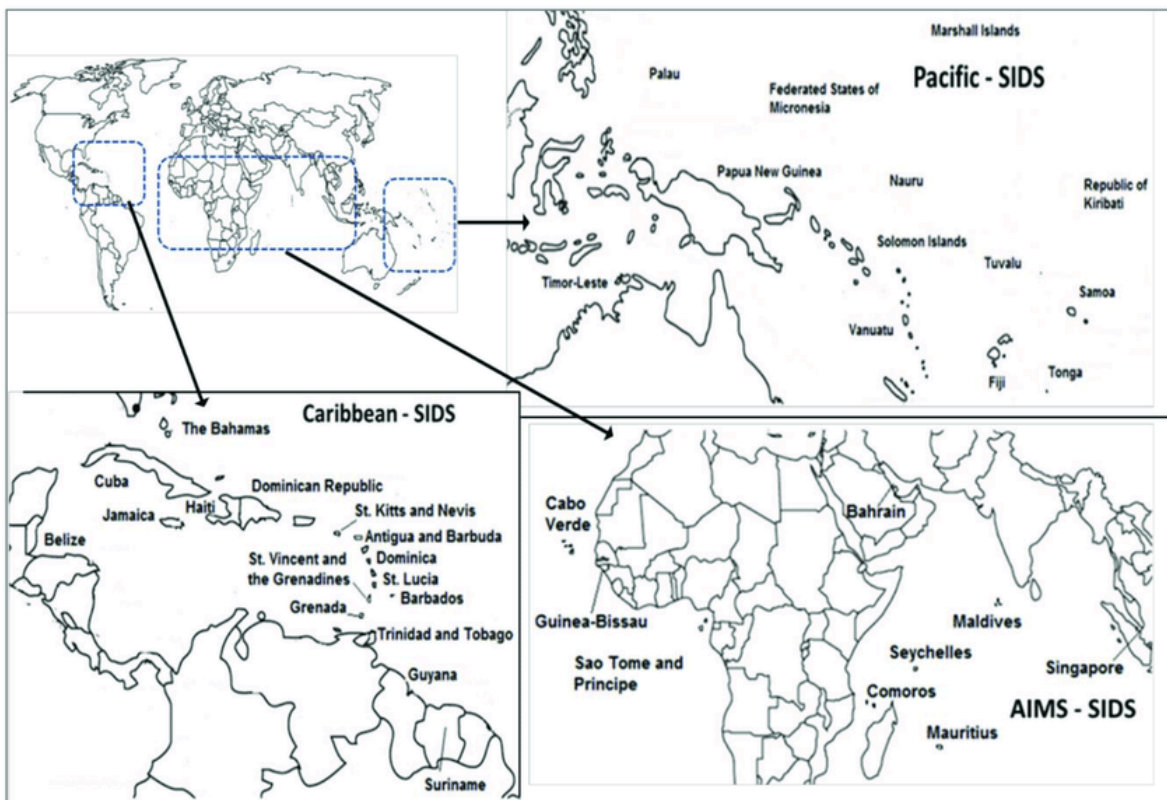 Marshall Islands
Pacific - SIDS
Palau
Federated States of
Micronesia
Papua New Guinea
Nauru
Republic of
Kiribati
Solomon Islands
Tuvalu
Timor-Leste
Samoa
Vanuatu
Fiji
Tonga
Caribbean - SIDS
The Bahamas
Cuba
Dominican Republic
Haiti
Jamaica
St. Kitts and Nevis
Belize
Antigua and Barbuda
St. Vincent and
the Grenadines
Dominica
St. Lucia
Barbados
Grenada
Trinidad and Tobago
Guyana
Suriname
Cabo
Verde
Bahrain
Guinea-Bissau
Maldives
Sao Tome and
Principe
Seychelles
Singapore
Comoros
AIMS - SIDS
Mauritius